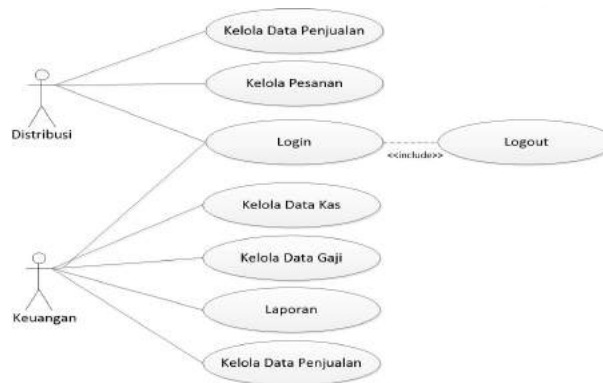 Kelola Data Penjualan
Kelola Pesanan
Distribusi
Login
<<include>>
Logout
Kelola Data Kas
Kelola Data Gaji
Keuangan
Laporan
Kelola Data Penjualan